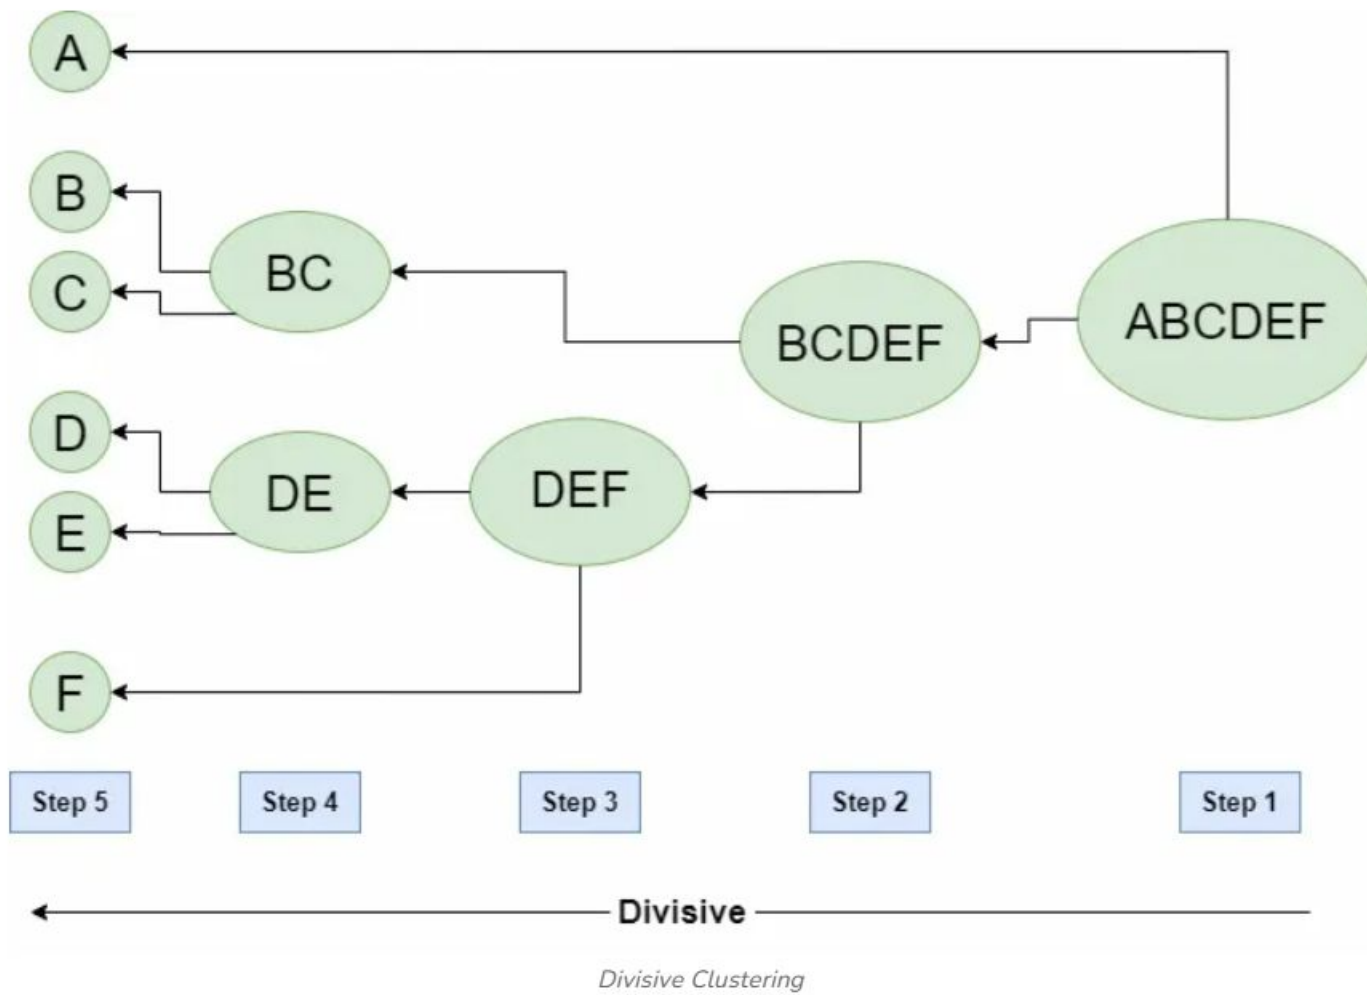 A
B
C
BC
BCDEF
ABCDEF
D
E
DE
DEF
F
Step 5
Step 4
Step 3
Step 2
Step 1
Divisive
Divisive Clustering